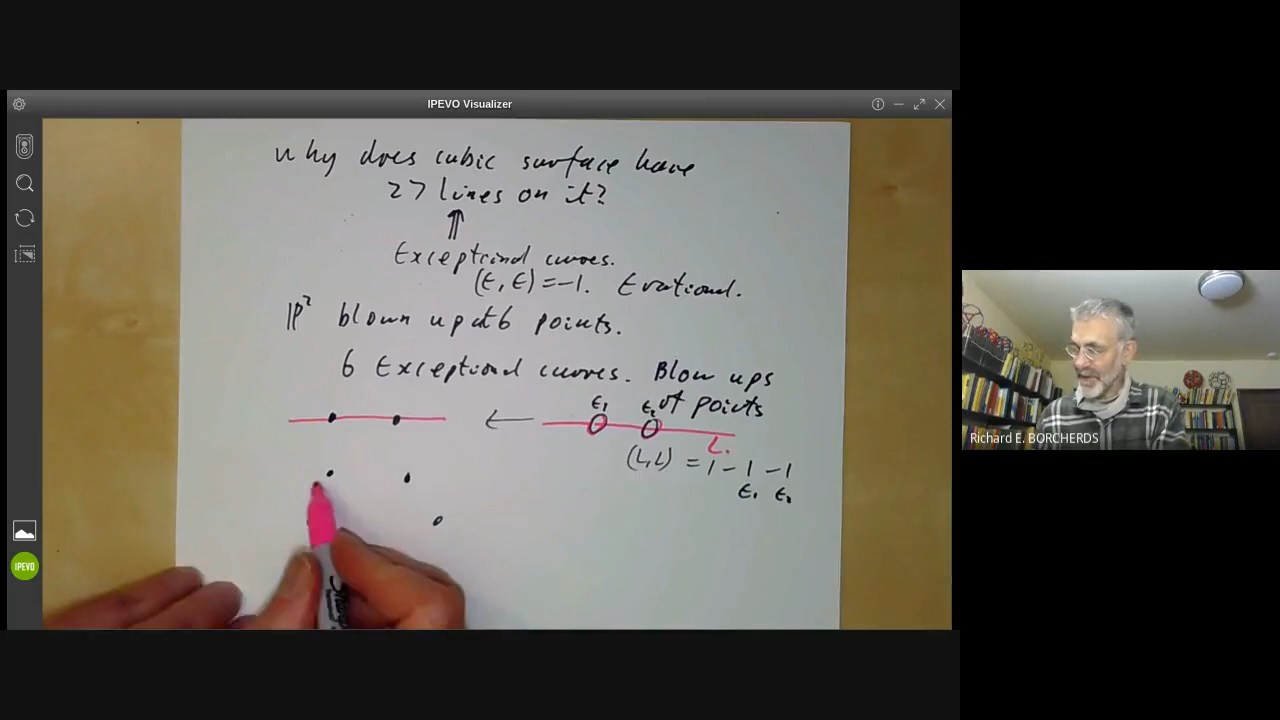 IPEVO Visualizer
Why does cubic surface have
27 lines on it?
⇑
Exceptional curves.
(E, E) = -1. E rational.
ℙ² blown up at 6 points.
6 Exceptional curves. Blow ups
of points
←
E₁ E₂
L.
(L, L) = 1 - 1 - 1
E₁ E₂
Richard E. BORCHERDS
IPEVO